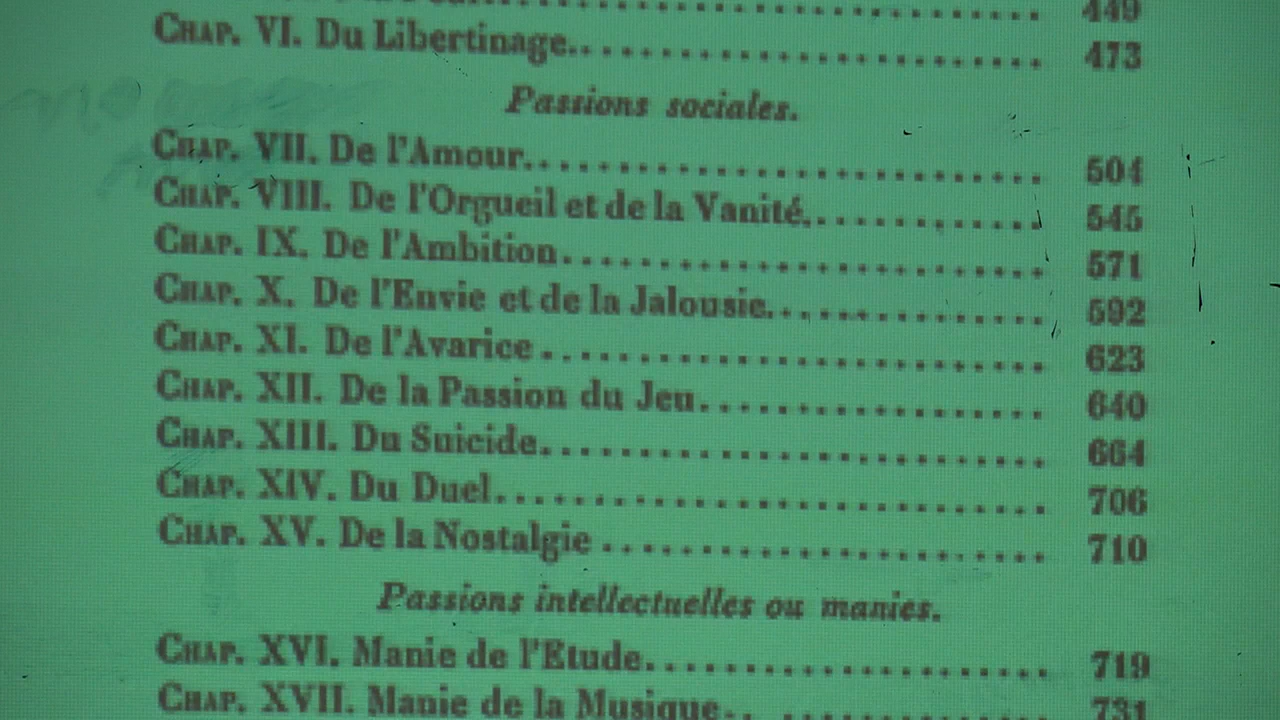 449
CHAP. VI. Du Libertinage.............................. 473
Passions sociales.
CHAP. VII. De l'Amour.............................. 504
CHAP. VIII. De l'Orgueil et de la Vanité............. 545
CHAP. IX. De l'Ambition............................ 571
CHAP. X. De l'Envie et de la Jalousie................ 592
CHAP. XI. De l'Avarice............................. 623
CHAP. XII. De la Passion du Jeu..................... 640
CHAP. XIII. Du Suicide............................. 664
CHAP. XIV. Du Duel............................... 706
CHAP. XV. De la Nostalgie .......................... 710
Passions intellectuelles ou manies.
CHAP. XVI. Manie de l'Etude........................ 719
CHAP. XVII. Manie de la Musique.. ................. 731